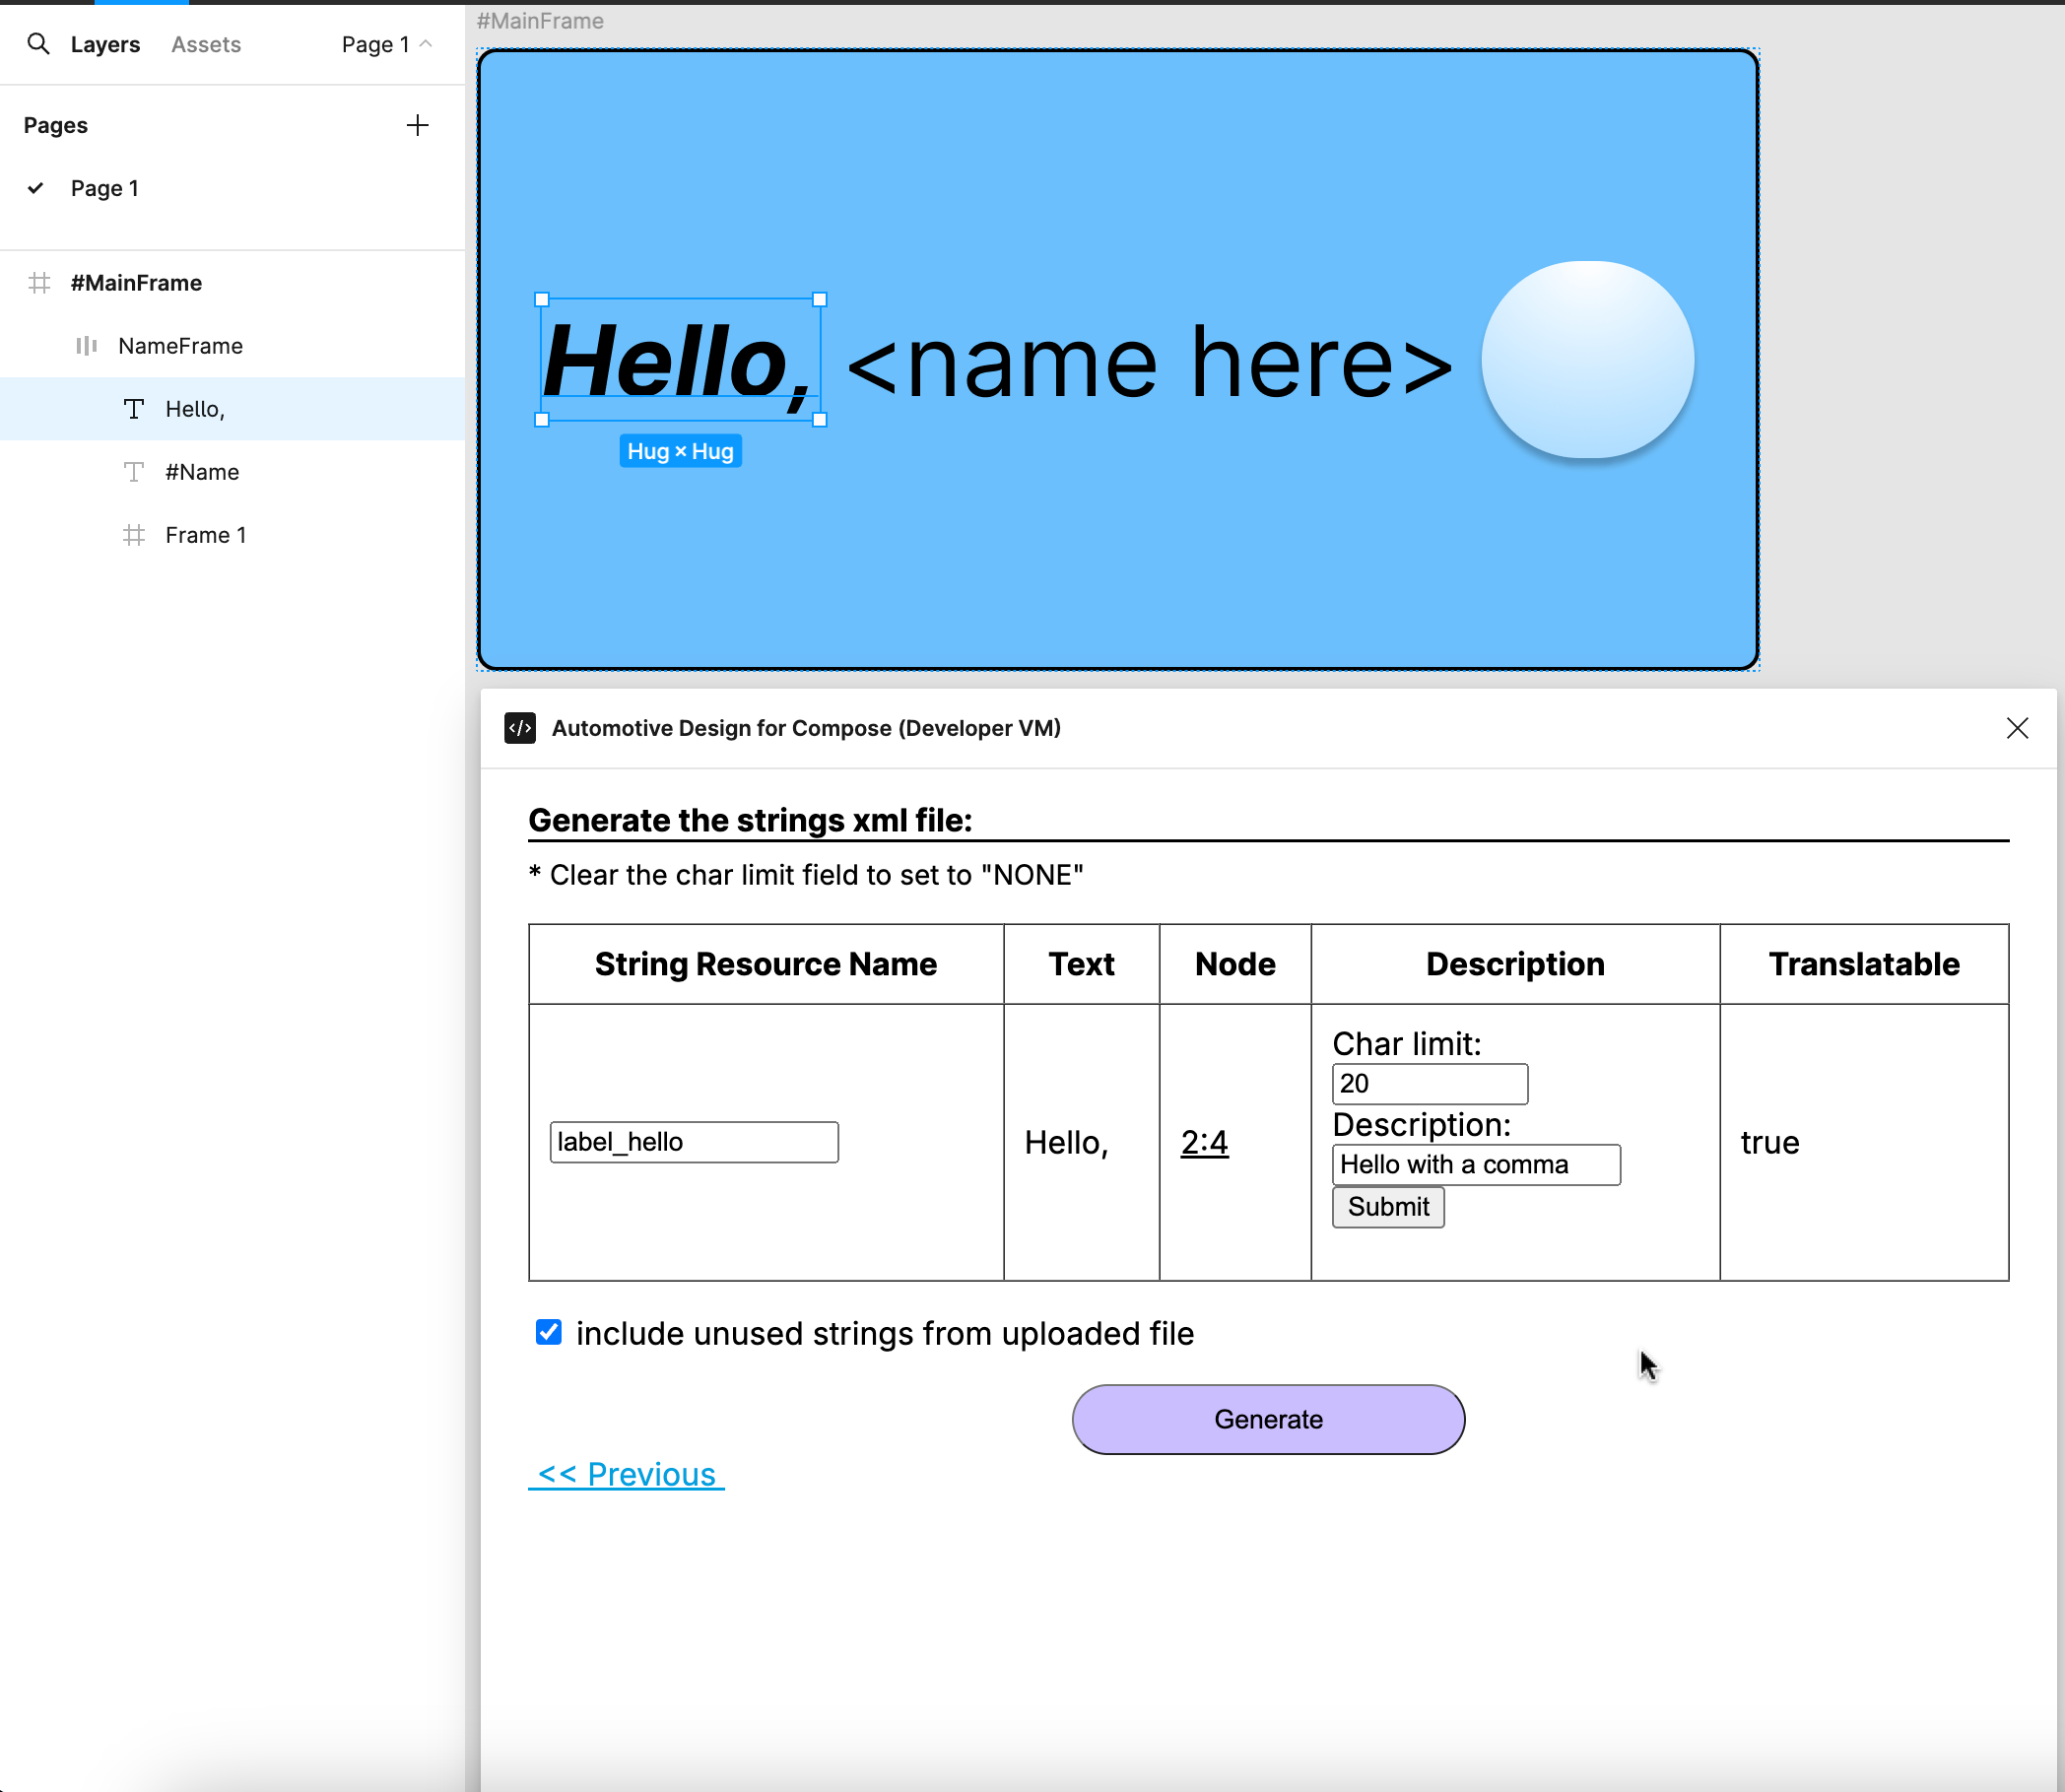 Layers Assets Page 1
Pages
Page 1
#MainFrame
NameFrame
Hello,
#Name
Frame 1
#MainFrame
Hello, <name here>
Hug × Hug
</> Automotive Design for Compose (Developer VM)
Generate the strings xml file:
* Clear the char limit field to set to "NONE"
String Resource Name Text Node Description Translatable
Char limit:
20
Description:
label_hello Hello, 2:4 true
Hello with a comma
Submit
include unused strings from uploaded file
Generate
<< Previous